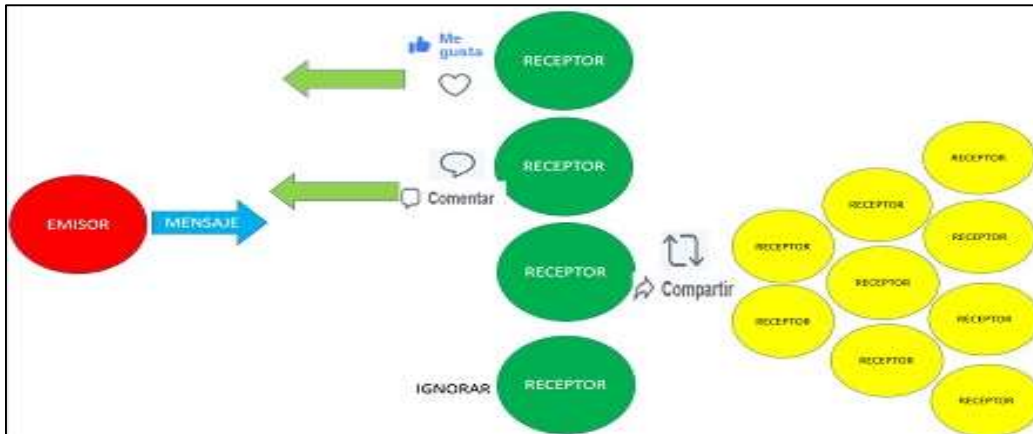 EMISOR
MENSAJE
Me
gusta
RECEPTOR
Comentar
RECEPTOR
RECEPTOR
Compartir
IGNORAR
RECEPTOR
RECEPTOR
RECEPTOR
RECEPTOR
RECEPTOR
RECEPTOR
RECEPTOR
RECEPTOR
RECEPTOR
RECEPTOR